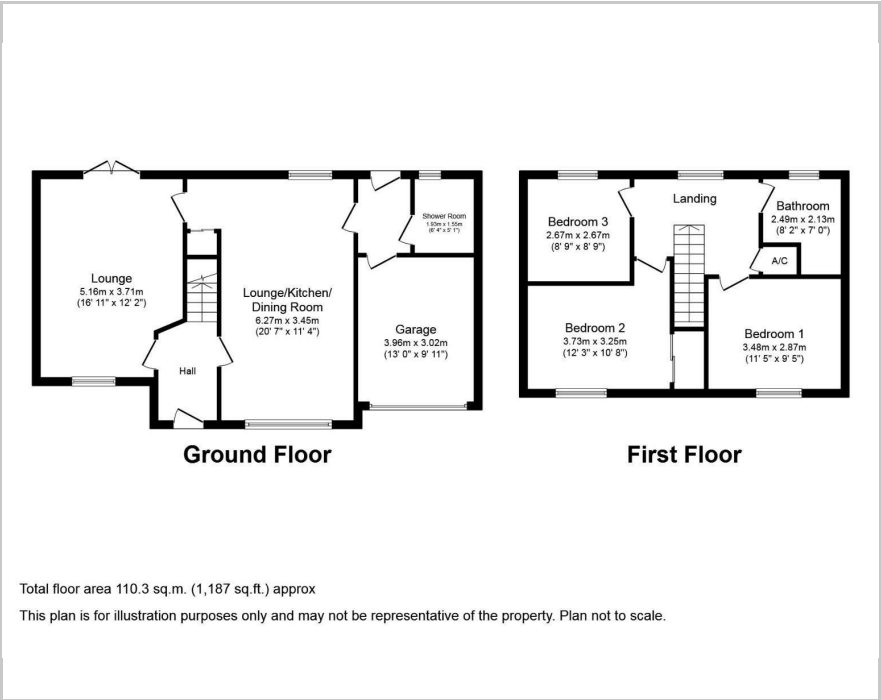 Lounge
5.16m x 3.71m
(16' 11" x 12' 2")
Hall
Lounge/Kitchen/
Dining Room
6.27m x 3.45m
(20' 7" x 11' 4")
Shower Room
1.93m x 1.55m
(6' 4" x 5' 1")
Garage
3.96m x 3.02m
(13' 0" x 9' 11")
Ground Floor
Bedroom 3
2.67m x 2.67m
(8' 9" x 8' 9")
Landing
Bathroom
2.49m x 2.13m
(8' 2" x 7' 0")
A/C
Bedroom 2
3.73m x 3.25m
(12' 3" x 10' 8")
Bedroom 1
3.48m x 2.87m
(11' 5" x 9' 5")
First Floor
Total floor area 110.3 sq.m. (1,187 sq.ft.) approx
This plan is for illustration purposes only and may not be representative of the property. Plan not to scale.